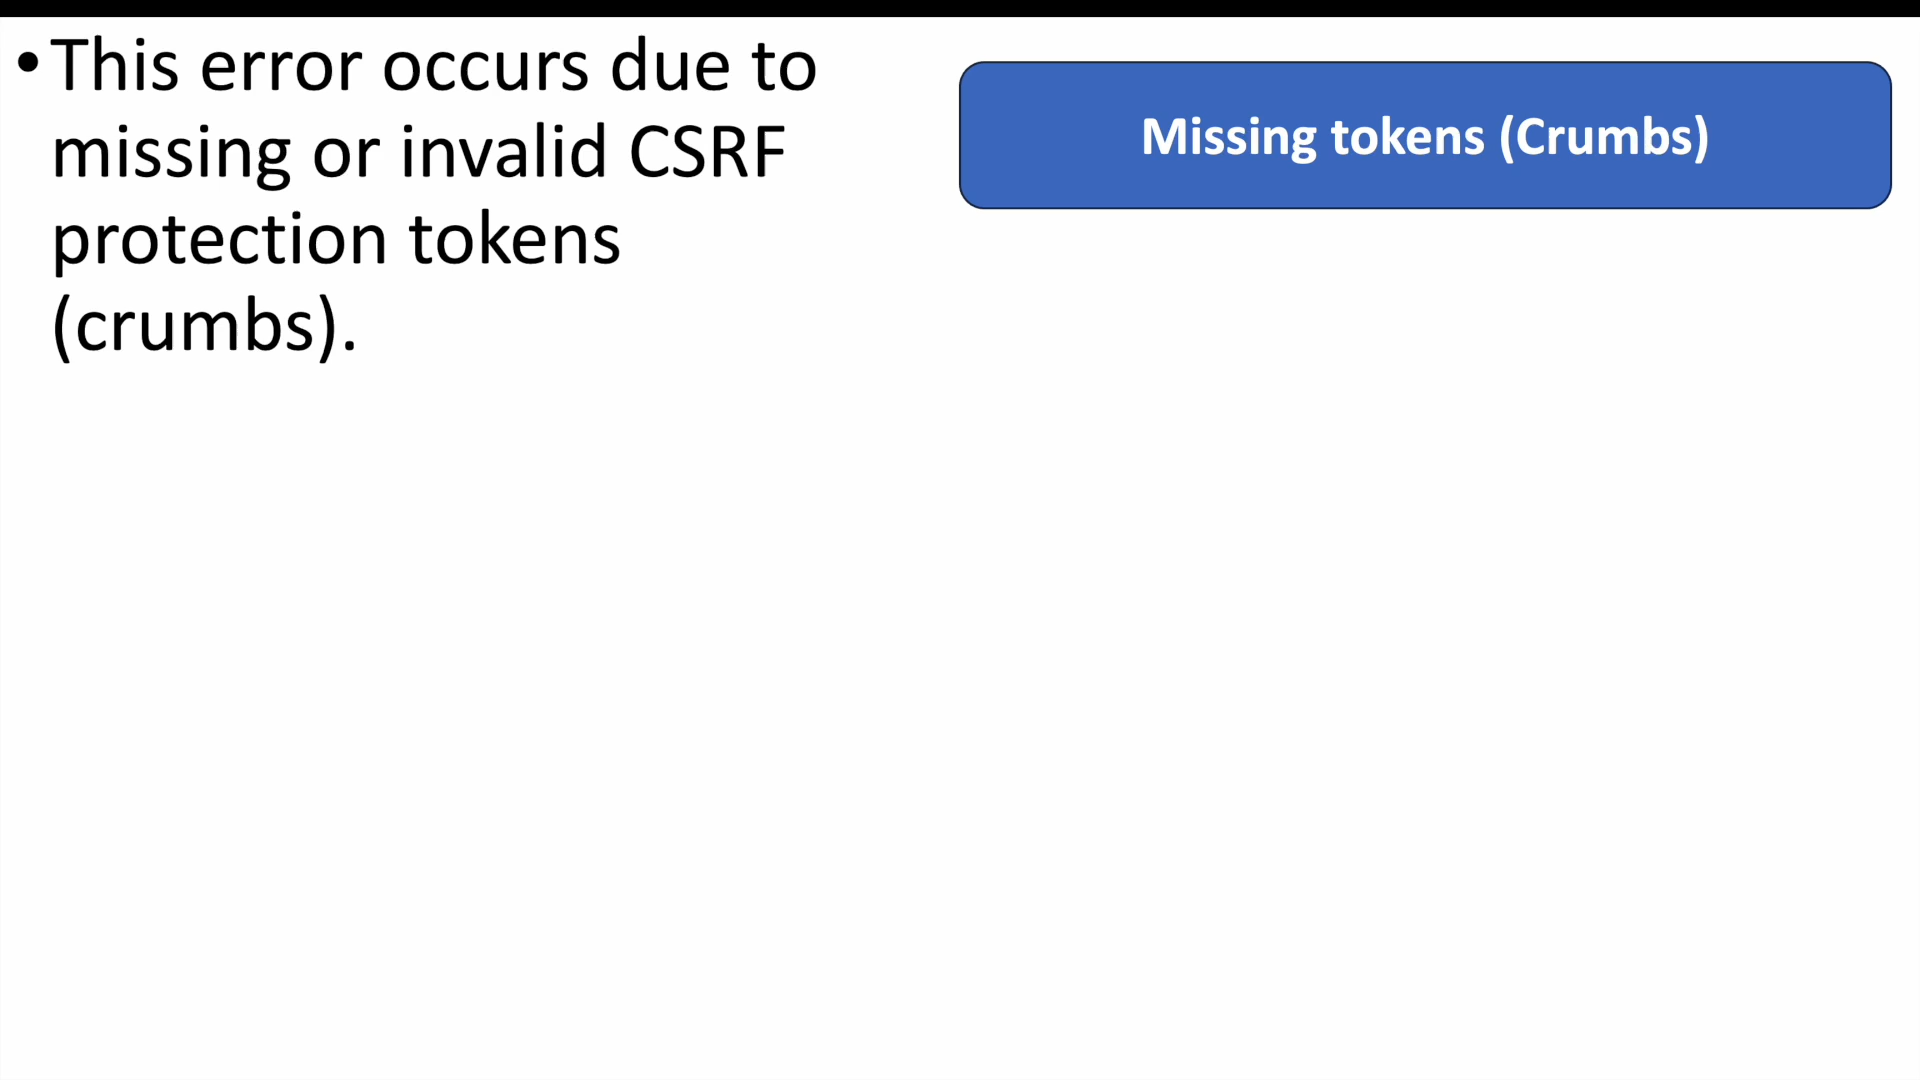 • This error occurs due to
missing or invalid CSRF
protection tokens
(crumbs).
Missing tokens (Crumbs)